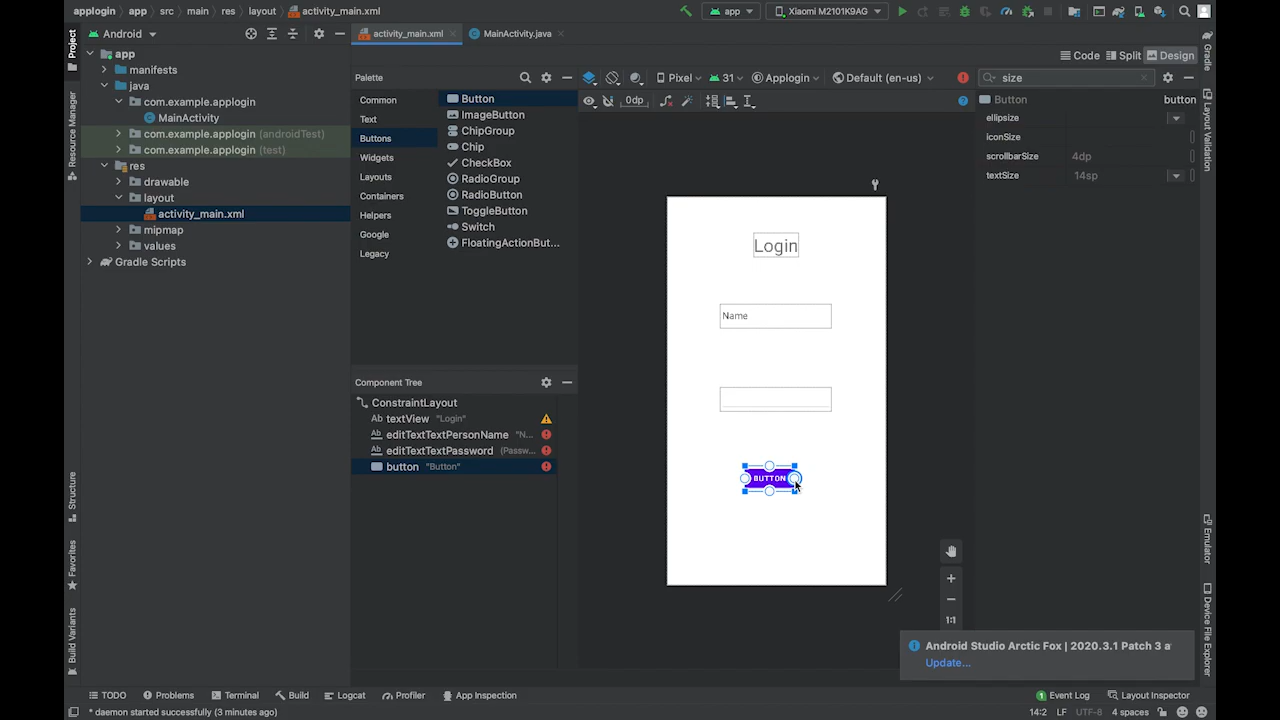 applogin app src main res layout activity_main.xml app Xiaomi M2101K9AG
Project Android activity_main.xml MainActivity.java Gradle
Code Split Design
app
manifests
java
com.example.applogin
MainActivity
com.example.applogin (androidTest)
com.example.applogin (test)
res
drawable
layout
activity_main.xml
mipmap
values
Gradle Scripts
Resource Manager
Structure
Favorites
Build Variants
Palette
Common
Text
Buttons
Widgets
Layouts
Containers
Helpers
Google
Legacy
Button
ImageButton
ChipGroup
Chip
CheckBox
RadioGroup
RadioButton
ToggleButton
Switch
FloatingActionBut...
Component Tree
ConstraintLayout
Ab textView "Login"
Ab editTextTextPersonName "N...
Ab editTextTextPassword (Passw...
button "Button"
Pixel 31 Applogin Default (en-us)
0dp
Login
Name
BUTTON
1:1
size
Button button
ellipsize
iconSize
scrollbarSize 4dp
textSize 14sp
Layout Validation
Emulator
Device File Explorer
Android Studio Arctic Fox | 2020.3.1 Patch 3 a
Update...
TODO Problems Terminal Build Logcat Profiler App Inspection 1 Event Log Layout Inspector
* daemon started successfully (3 minutes ago) 14:2 LF UTF-8 4 spaces